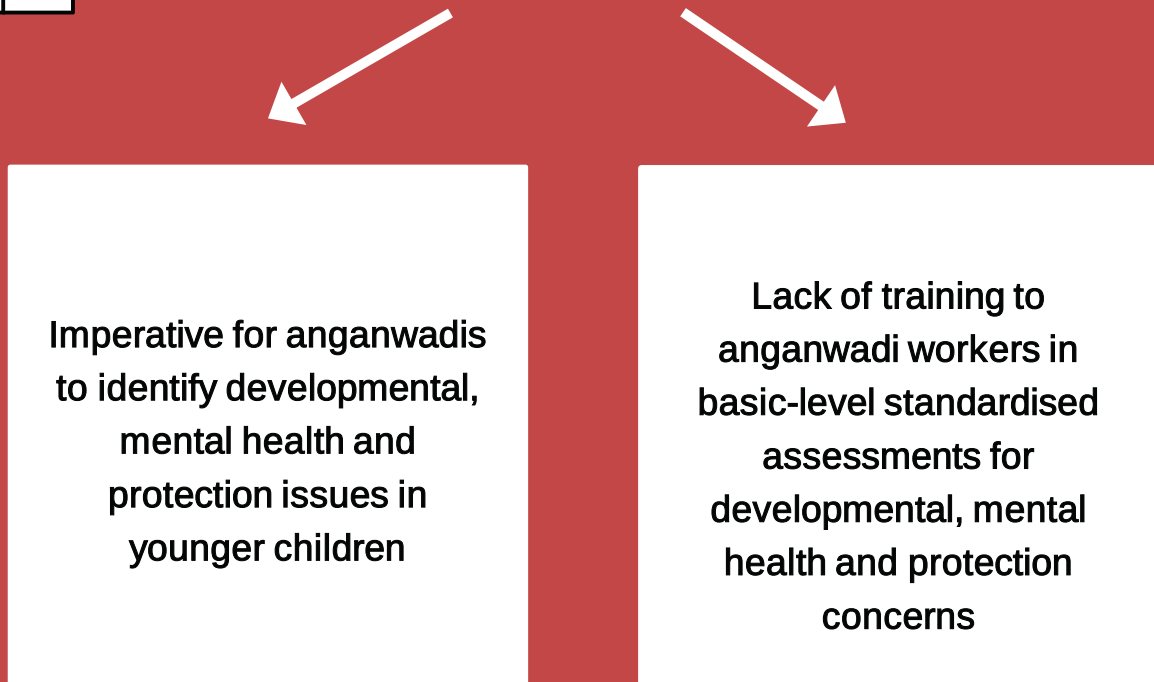 Imperative for anganwadis
to identify developmental,
mental health and
protection issues in
younger children
Lack of training to
anganwadi workers in
basic-level standardised
assessments for
developmental, mental
health and protection
concerns